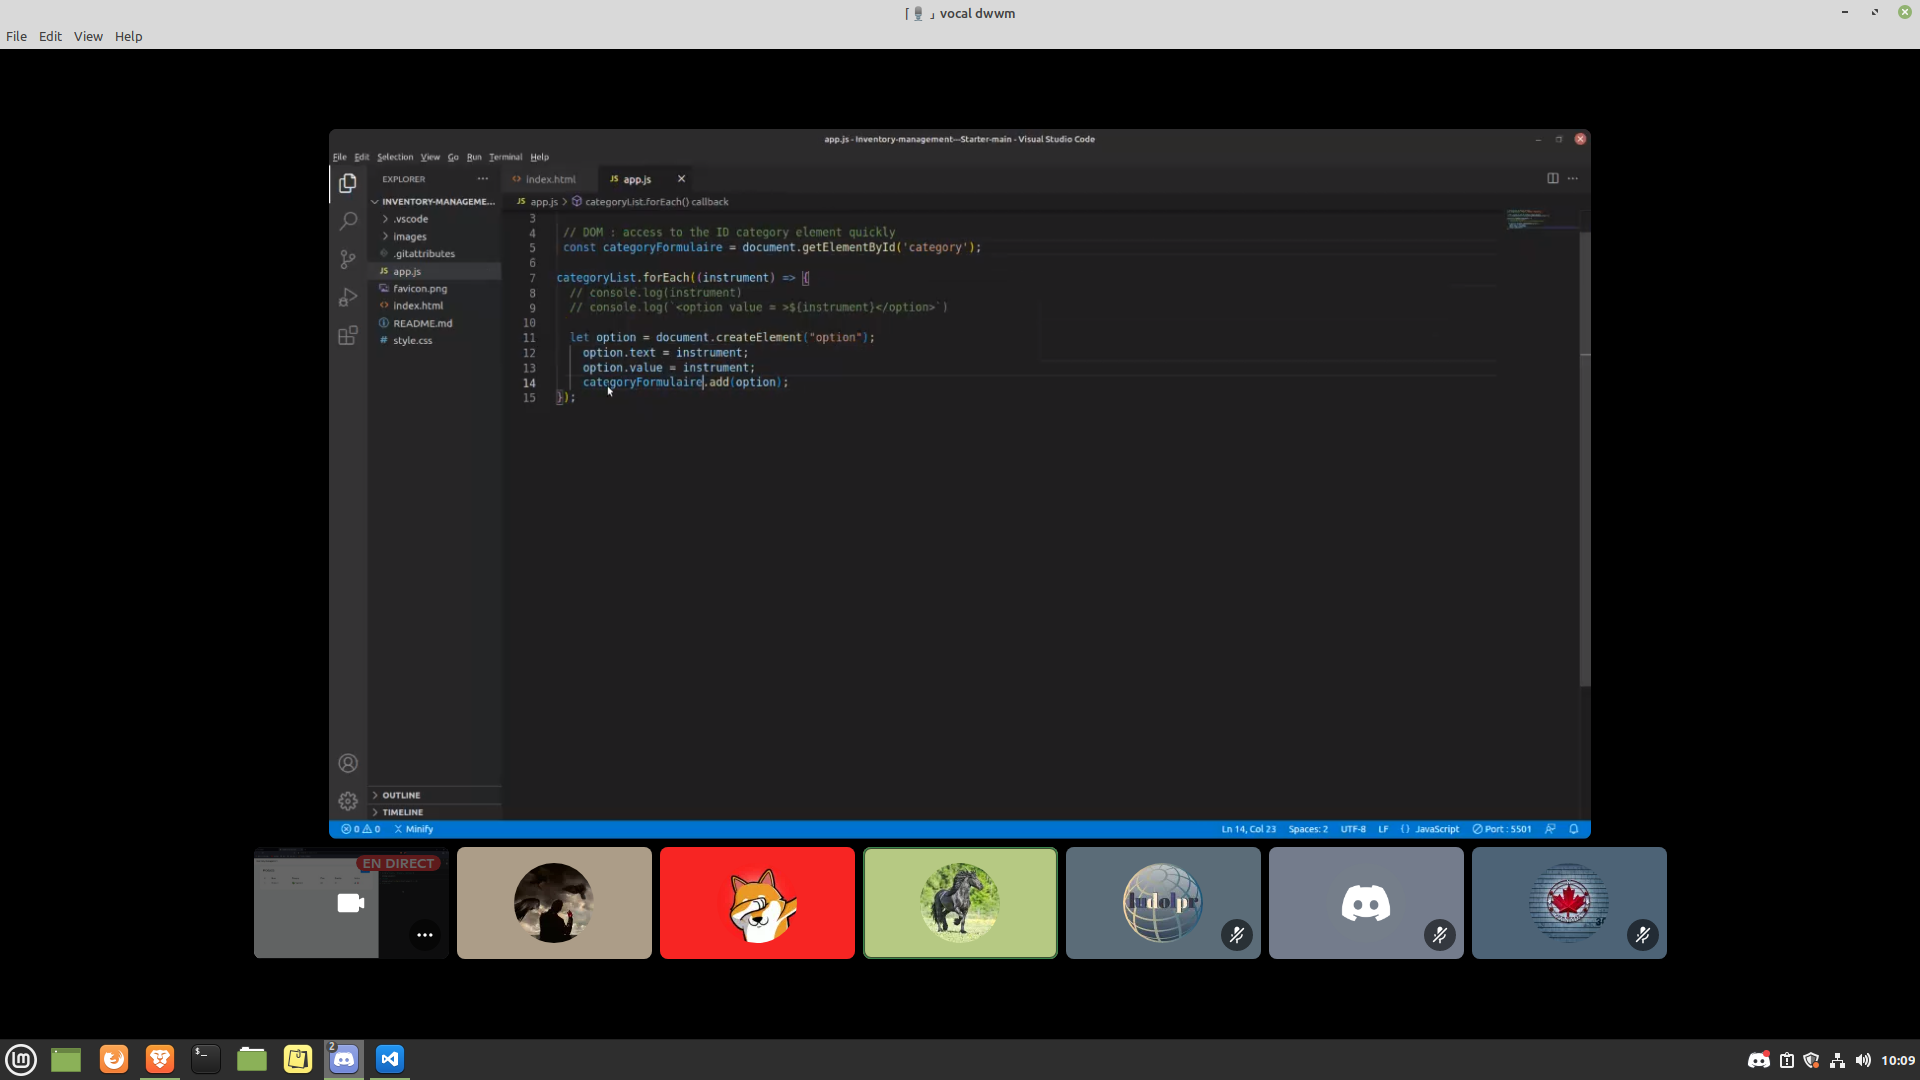 vocal dwwm
File Edit View Help
app.js - Inventory-management---Starter-main - Visual Studio Code
File Edit Selection View Go Run Terminal Help
EXPLORER
index.html
JS app.js
INVENTORY-MANAGEME...
JS app.js > categoryList.forEach() callback
.vscode
images
.gitattributes
JS app.js
favicon.png
index.html
README.md
# style.css
3
4 // DOM : access to the ID category element quickly
5 const categoryFormulaire = document.getElementById('category');
6
7 categoryList.forEach((instrument) => {
8 // console.log(instrument)
9 // console.log(`<option value = >${instrument}</option>`)
10
11 let option = document.createElement("option");
12 option.text = instrument;
13 option.value = instrument;
14 categoryFormulaire.add(option);
15 });
OUTLINE
TIMELINE
0 0 Minify Ln 14, Col 23 Spaces: 2 UTF-8 LF {} JavaScript Port : 5501
EN DIRECT
ludolpr
2
10:09